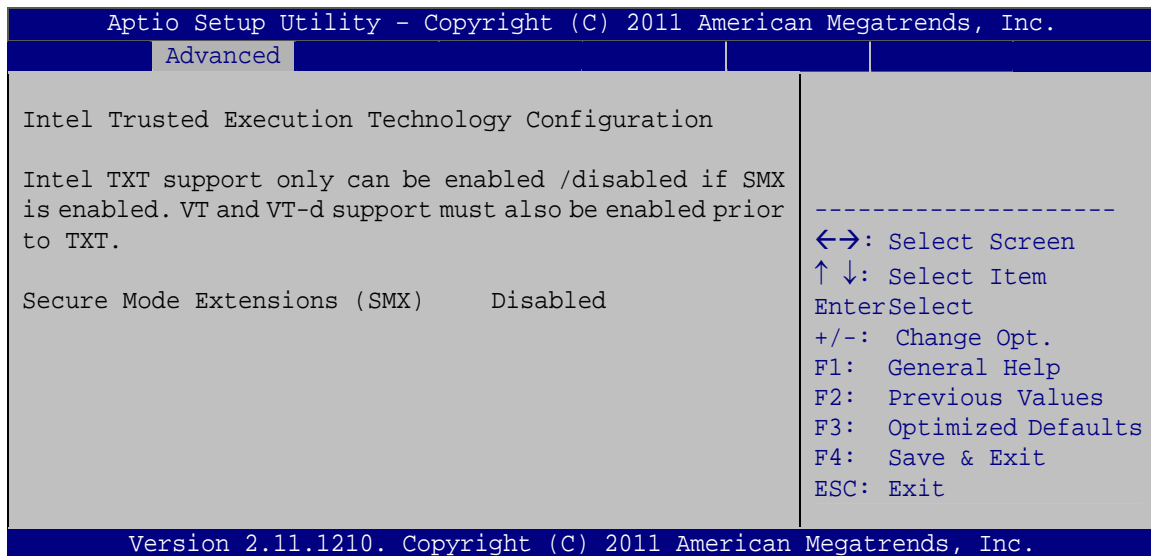 Aptio Setup Utility – Copyright (C) 2011 American Megatrends, Inc.
Advanced
Intel Trusted Execution Technology Configuration
Intel TXT support only can be enabled /disabled if SMX
is enabled. VT and VT-d support must also be enabled prior
to TXT.
Secure Mode Extensions (SMX) Disabled
---------------------
←→: Select Screen
↑ ↓: Select Item
EnterSelect
+/-: Change Opt.
F1: General Help
F2: Previous Values
F3: Optimized Defaults
F4: Save & Exit
ESC: Exit
Version 2.11.1210. Copyright (C) 2011 American Megatrends, Inc.